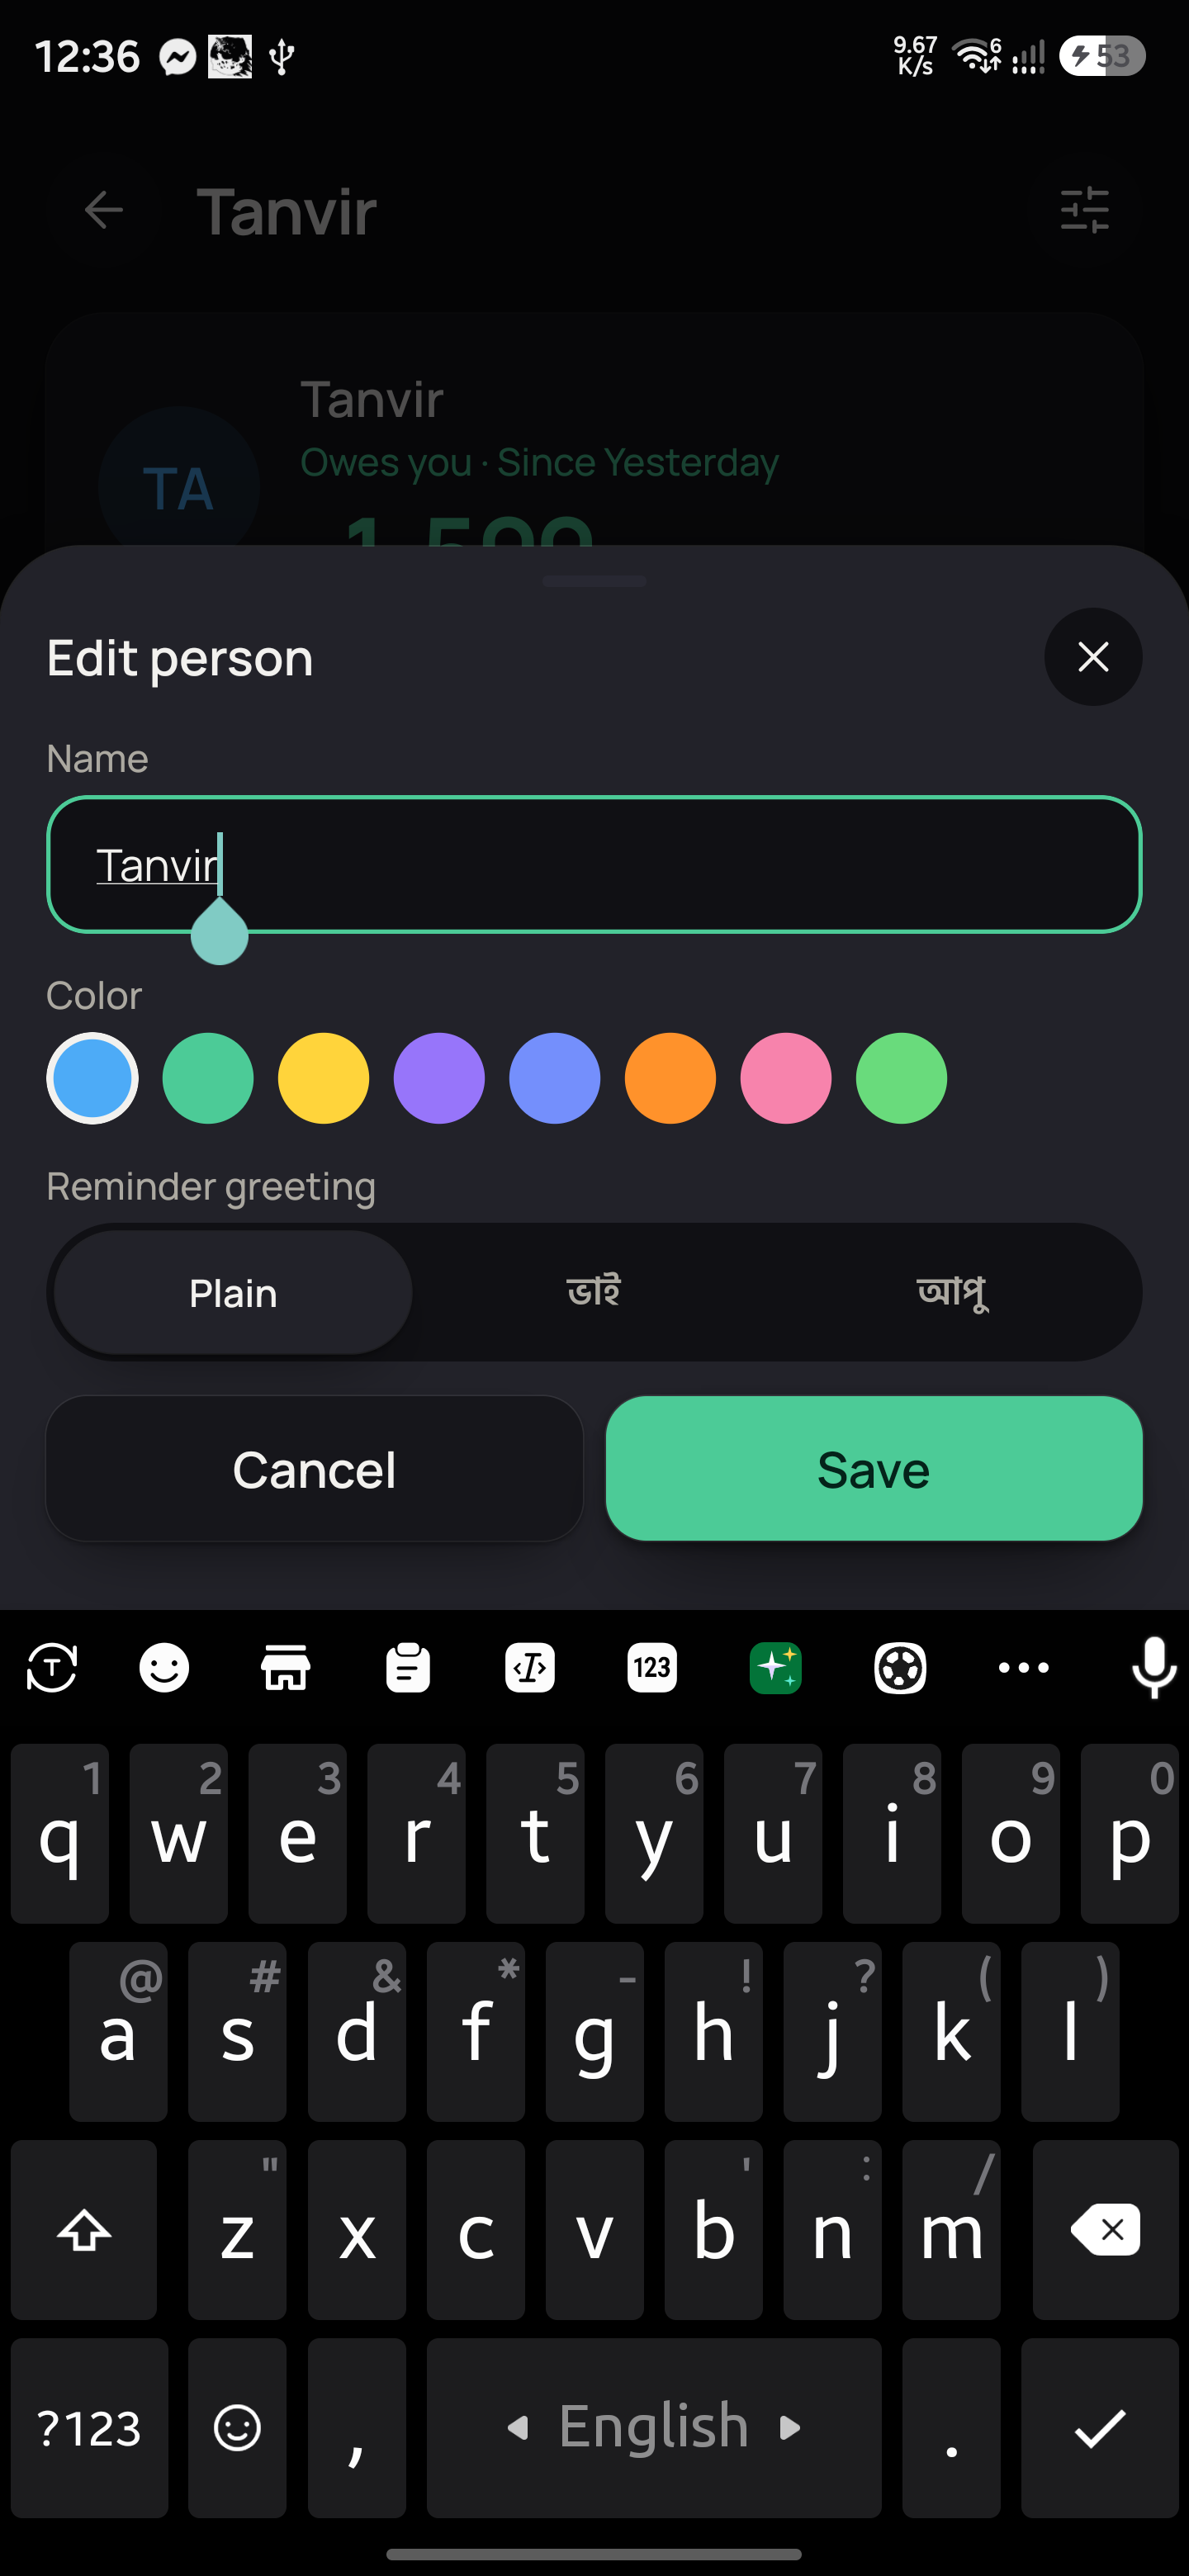 12:36
9.67 K/s
6
53
Tanvir
Tanvir
TA
Owes you · Since Yesterday
Edit person
Name
Tanvir
Color
Reminder greeting
Plain ভাই আপু
Cancel Save
T 123
1 2 3 4 5 6 7 8 9 0
q w e r t y u i o p
@ # & * - ! ? ( )
a s d f g h j k l
" ' : /
z x c v b n m
?123 , English .